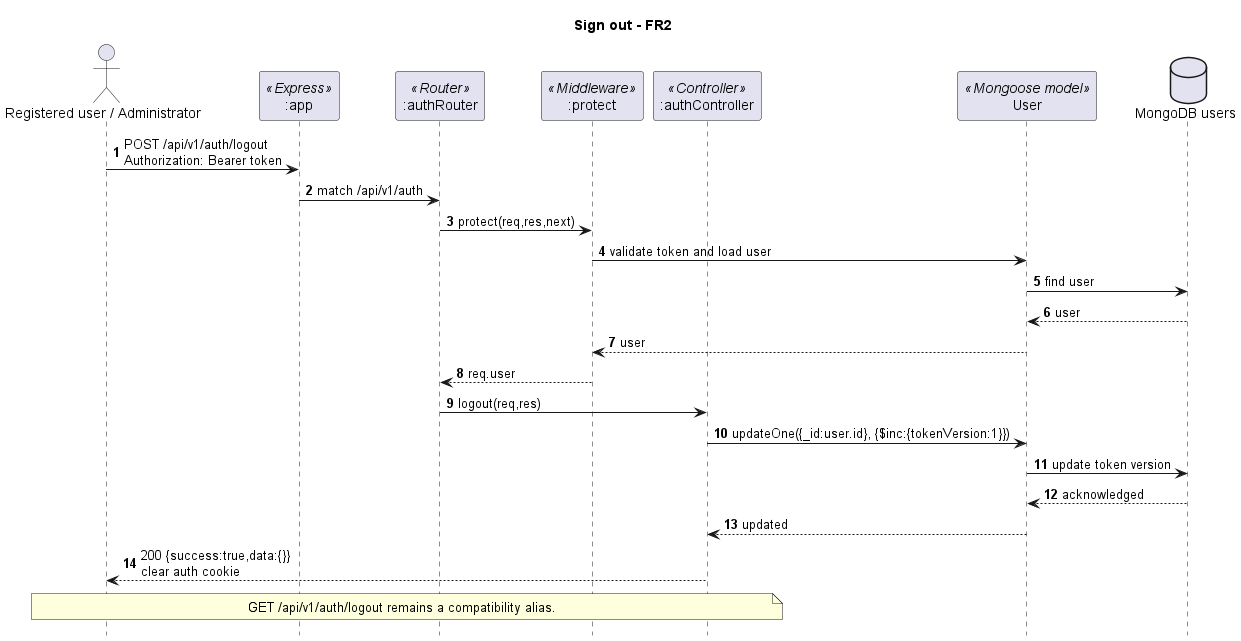 Sign out - FR2
Registered user / Administrator
«Express»
:app
«Router»
:authRouter
«Middleware»
:protect
«Controller»
:authController
«Mongoose model»
User
MongoDB users
1 POST /api/v1/auth/logout
Authorization: Bearer token
2 match /api/v1/auth
3 protect(req,res,next)
4 validate token and load user
5 find user
6 user
7 user
8 req.user
9 logout(req,res)
10 updateOne({_id:user.id}, {$inc:{tokenVersion:1}})
11 update token version
12 acknowledged
13 updated
14 200 {success:true,data:{}}
clear auth cookie
GET /api/v1/auth/logout remains a compatibility alias.